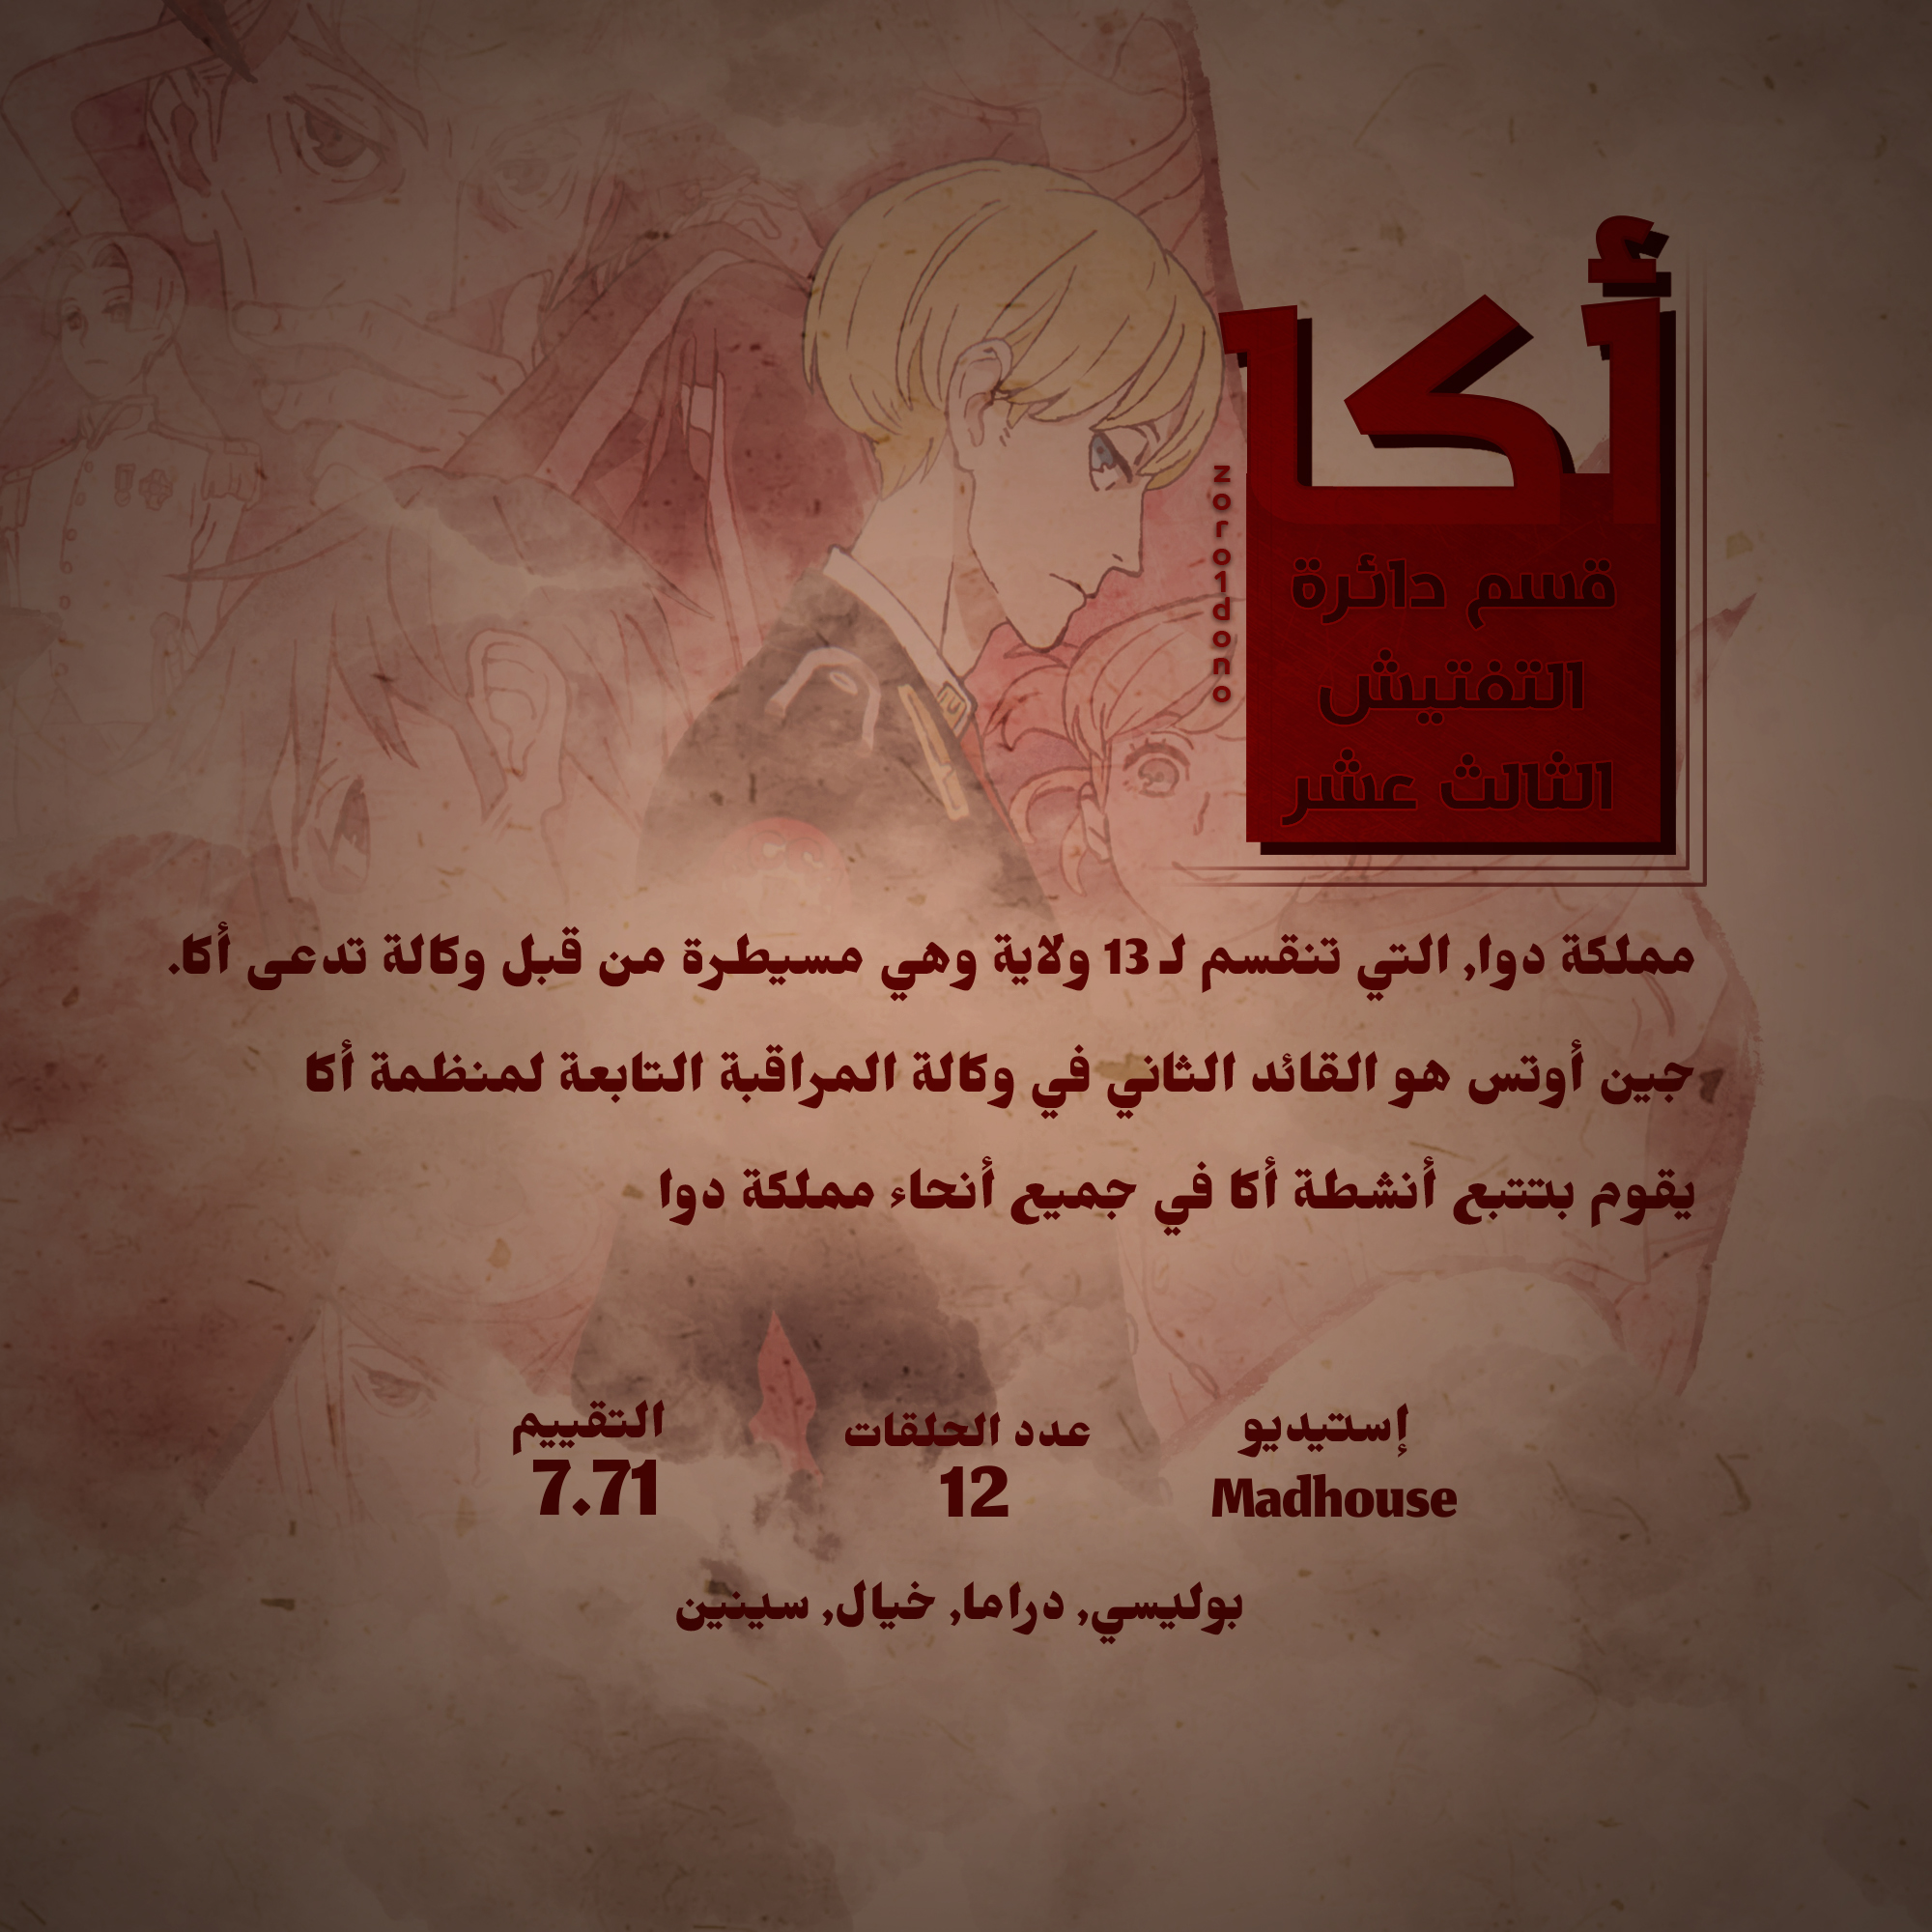 أكا
قسم دائرة
التفتيش
الثالث عشر
zoro1dono
مملكة دوا, التي تنقسم لـ 13 ولاية وهي مسيطرة من قبل وكالة تدعى أكا.
جين أوتس هو القائد الثاني في وكالة المراقبة التابعة لمنظمة أكا
يقوم بتتبع أنشطة أكا في جميع أنحاء مملكة دوا
إستيديو
Madhouse
عدد الحلقات
12
التقييم
7.71
بوليسي, دراما, خيال, سينين